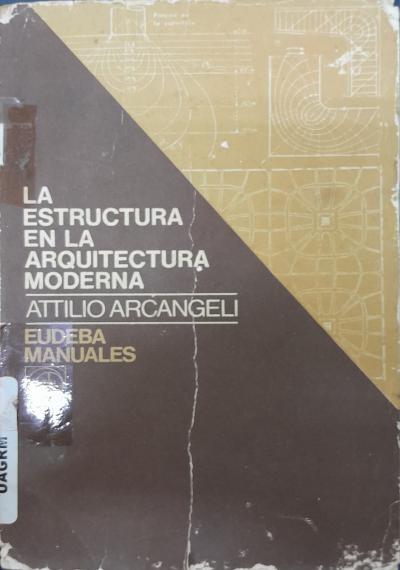 LA
ESTRUCTURA
EN LA
ARQUITECTURA
MODERNA
ATTILIO ARCANGELI
EUDEBA
MANUALES
UAGRM